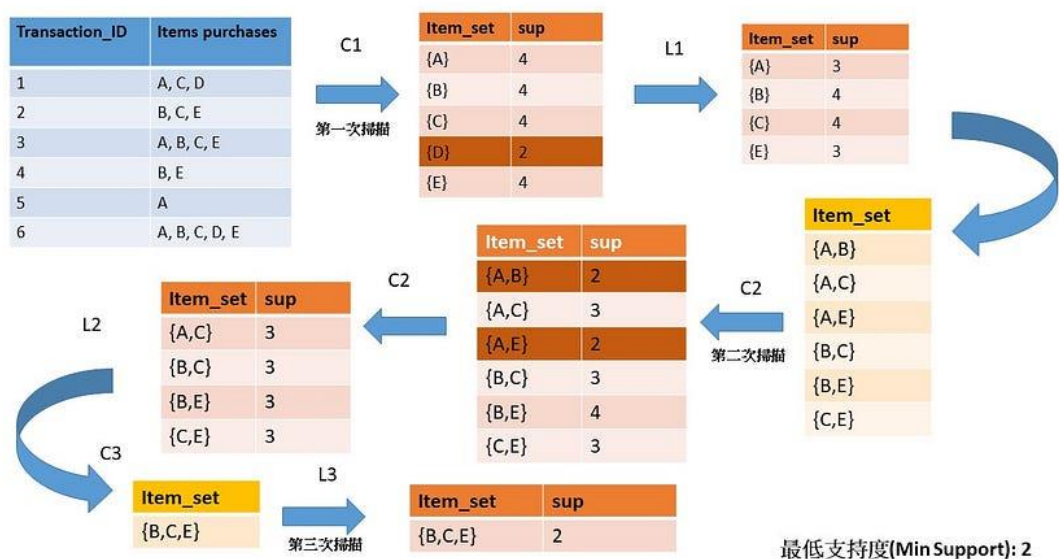 Transaction_ID Items purchases
1 A, C, D
2 B, C, E
3 A, B, C, E
4 B, E
5 A
6 A, B, C, D, E
C1
第一次掃描
Item_set sup
{A} 4
{B} 4
{C} 4
{D} 2
{E} 4
L1
Item_set sup
{A} 3
{B} 4
{C} 4
{E} 3
Item_set
{A,B}
{A,C}
{A,E}
{B,C}
{B,E}
{C,E}
C2
第二次掃描
Item_set sup
{A,B} 2
{A,C} 3
{A,E} 2
{B,C} 3
{B,E} 4
{C,E} 3
C2
Item_set sup
{A,C} 3
{B,C} 3
{B,E} 3
{C,E} 3
L2
C3
Item_set
{B,C,E}
L3
第三次掃描
Item_set sup
{B,C,E} 2
最低支持度(Min Support): 2